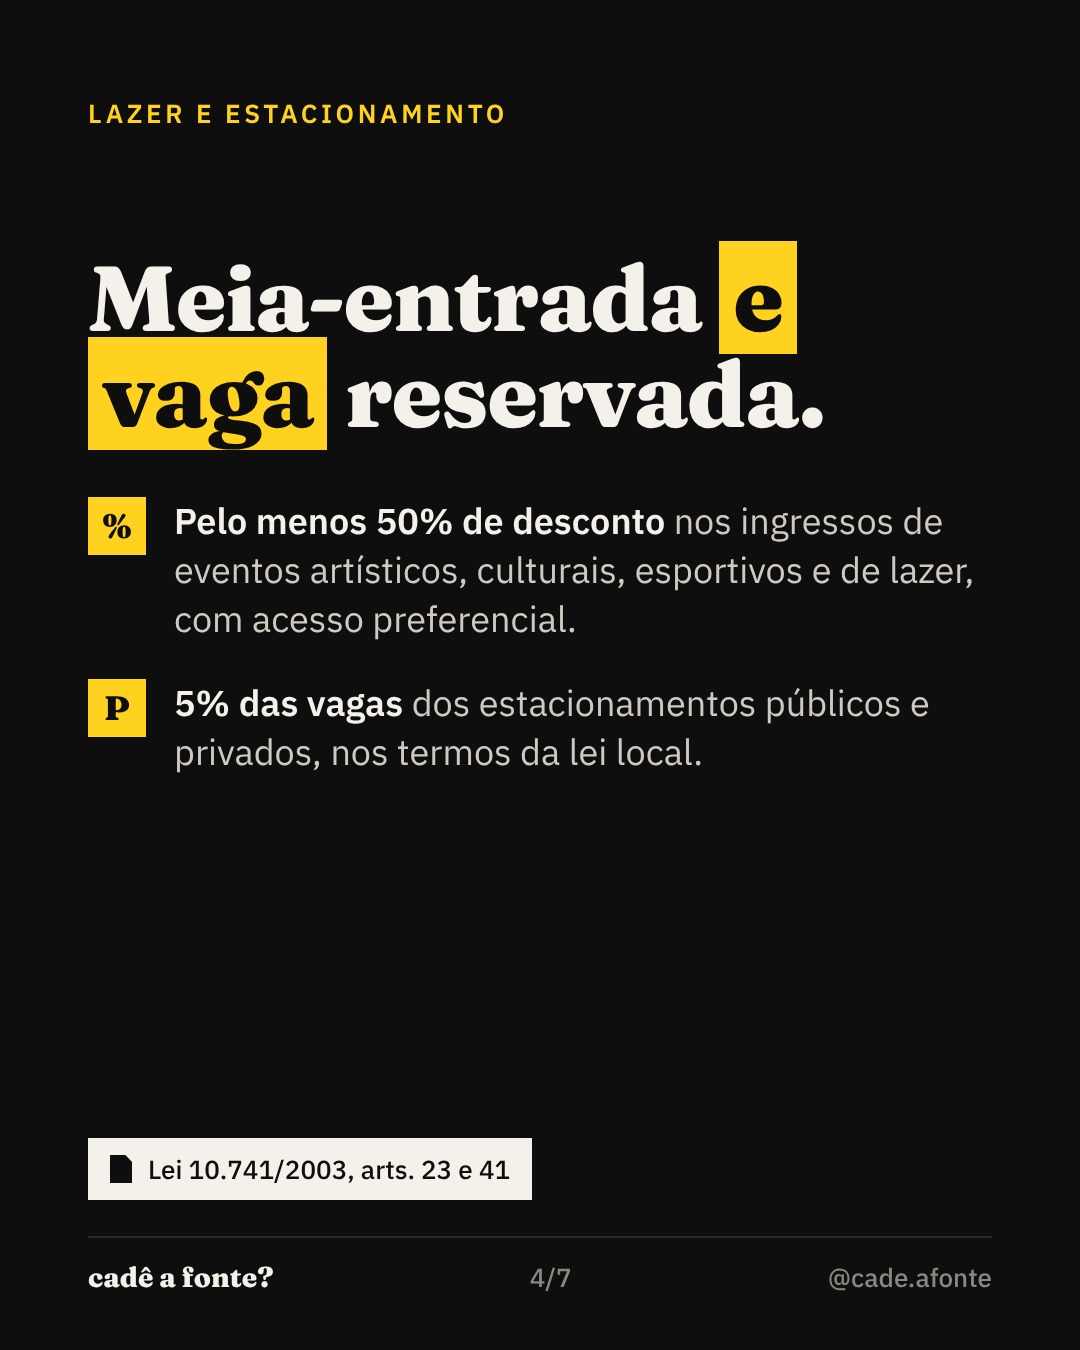 LAZER E ESTACIONAMENTO
Meia-entrada e
vaga reservada.
% Pelo menos 50% de desconto nos ingressos de
eventos artísticos, culturais, esportivos e de lazer,
com acesso preferencial.
P 5% das vagas dos estacionamentos públicos e
privados, nos termos da lei local.
Lei 10.741/2003, arts. 23 e 41
cadê a fonte? 4/7 @cade.afonte